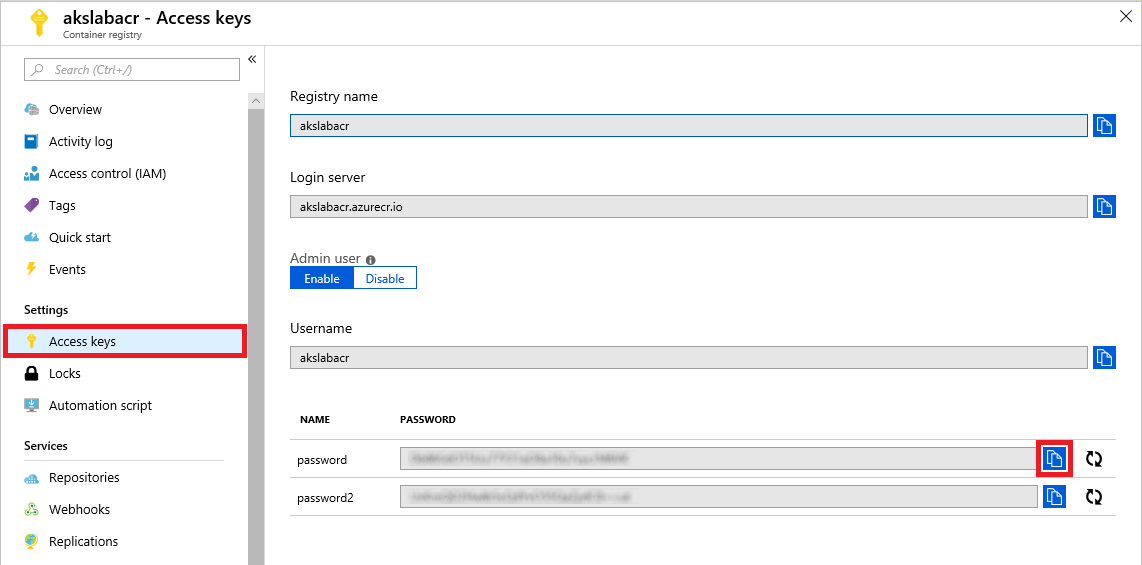 akslabacr - Access keys
Container registry
Search (Ctrl+/)
Overview
Activity log
Access control (IAM)
Tags
Quick start
Events
Settings
Access keys
Locks
Automation script
Services
Repositories
Webhooks
Replications
Registry name
akslabacr
Login server
akslabacr.azurecr.io
Admin user
Enable Disable
Username
akslabacr
NAME PASSWORD
password
password2